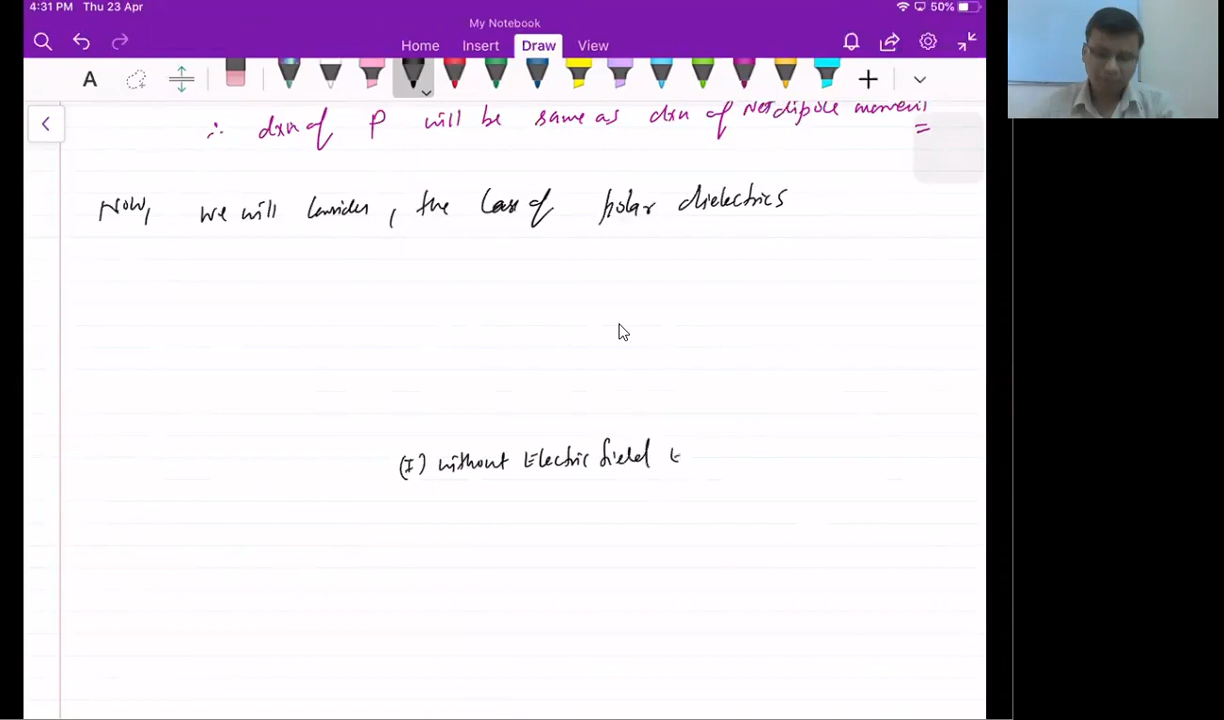 4:31 PM Thu 23 Apr
50%
My Notebook
Home Insert Draw View
A
∴ dxn of P will be same as dxn of Net dipole moment
Now, we will Consider, the Case of polar dielectrics
(I) without Electric field E